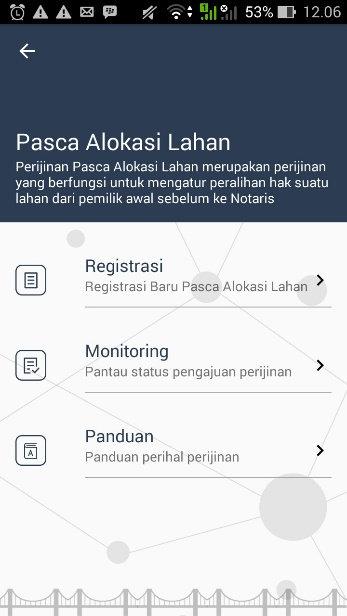 53% 12.06
Pasca Alokasi Lahan
Perijinan Pasca Alokasi Lahan merupakan perijinan
yang berfungsi untuk mengatur peralihan hak suatu
lahan dari pemilik awal sebelum ke Notaris
Registrasi
Registrasi Baru Pasca Alokasi Lahan
Monitoring
Pantau status pengajuan perijinan
Panduan
Panduan perihal perijinan